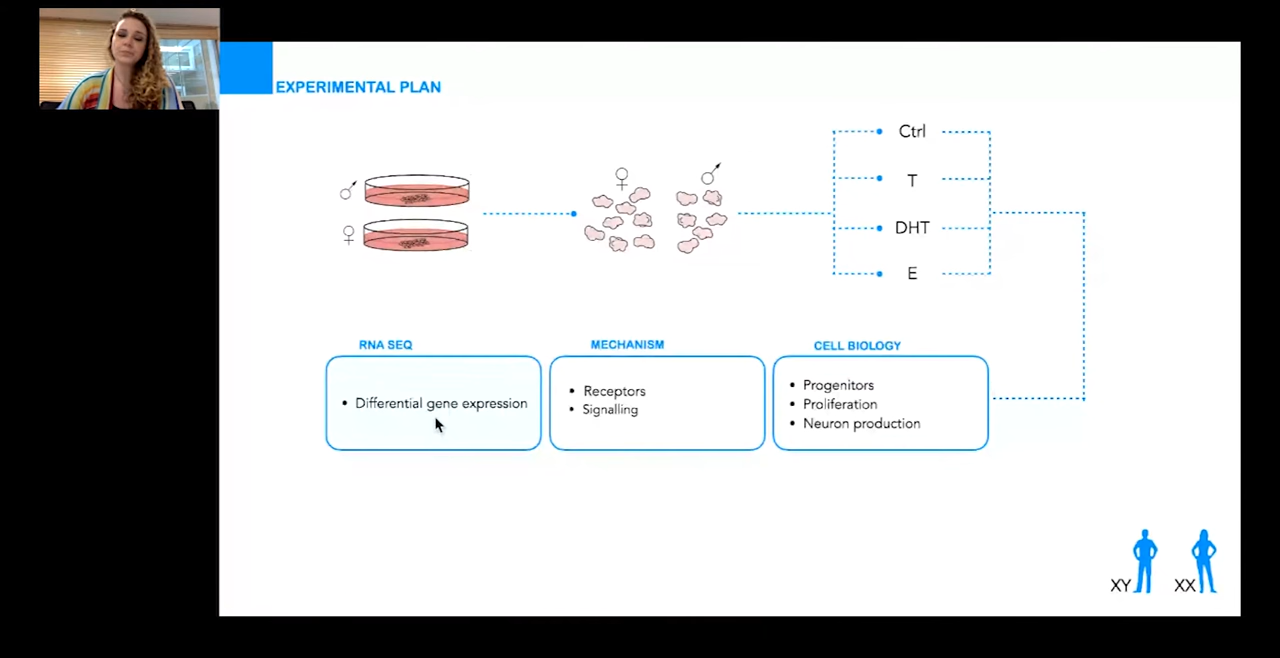 EXPERIMENTAL PLAN
Ctrl
T
DHT
E
RNA SEQ
• Differential gene expression
MECHANISM
• Receptors
• Signalling
CELL BIOLOGY
• Progenitors
• Proliferation
• Neuron production
XY
XX